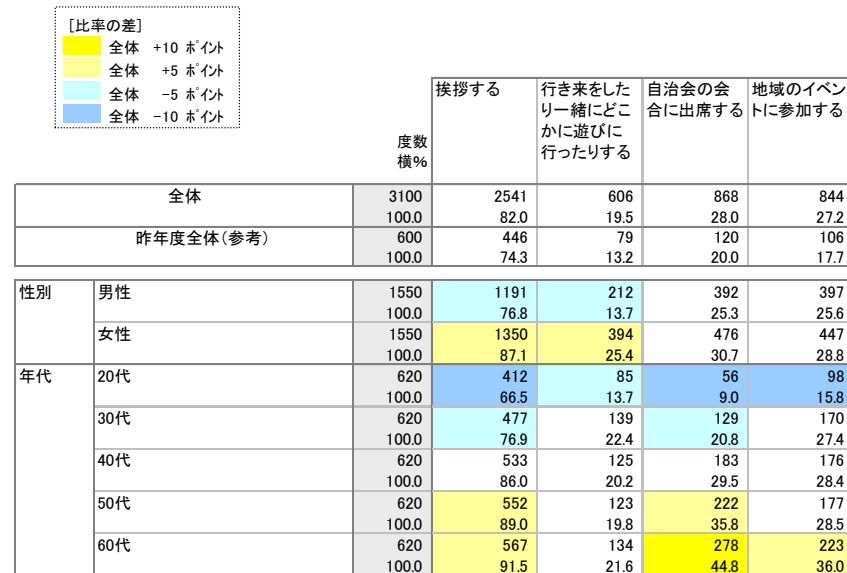 [比率の差]
全体 +10 ポイント
全体 +5 ポイント
全体 -5 ポイント
全体 -10 ポイント
度数
横%
挨拶する
行き来をした
りー緒にどこ
かに遊びに
行ったりする
自治会の会
合に出席する
地域のイベン
トに参加する
全体 3100 2541 606 868 844
100.0 82.0 19.5 28.0 27.2
昨年度全体(参考) 600 446 79 120 106
100.0 74.3 13.2 20.0 17.7
性別 男性 1550 1191 212 392 397
100.0 76.8 13.7 25.3 25.6
女性 1550 1350 394 476 447
100.0 87.1 25.4 30.7 28.8
年代 20代 620 412 85 56 98
100.0 66.5 13.7 9.0 15.8
30代 620 477 139 129 170
100.0 76.9 22.4 20.8 27.4
40代 620 533 125 183 176
100.0 86.0 20.2 29.5 28.4
50代 620 552 123 222 177
100.0 89.0 19.8 35.8 28.5
60代 620 567 134 278 223
100.0 91.5 21.6 44.8 36.0